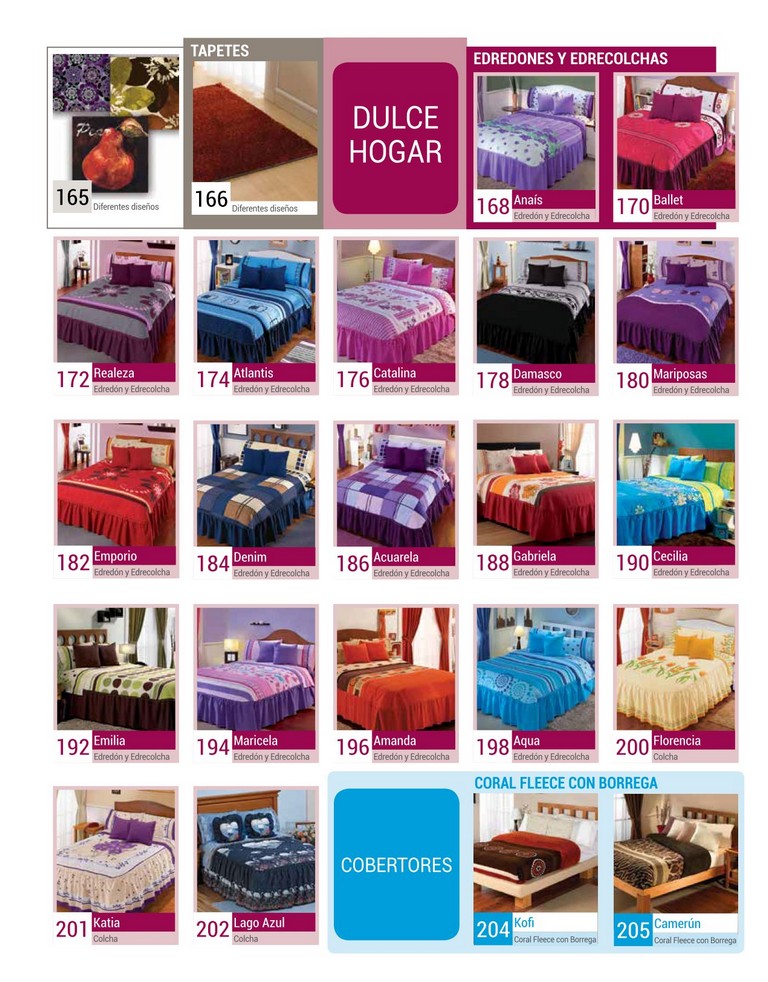 TAPETES
EDREDONES Y EDRECOLCHAS
165
Diferentes diseños
166
Diferentes diseños
DULCE
HOGAR
168 Anaís
Edredón y Edrecolcha
170 Ballet
Edredón y Edrecolcha
172 Realeza
Edredón y Edrecolcha
174 Atlantis
Edredón y Edrecolcha
176 Catalina
Edredón y Edrecolcha
178 Damasco
Edredón y Edrecolcha
180 Mariposas
Edredón y Edrecolcha
182 Emporio
Edredón y Edrecolcha
184 Denim
Edredón y Edrecolcha
186 Acuarela
Edredón y Edrecolcha
188 Gabriela
Edredón y Edrecolcha
190 Cecilia
Edredón y Edrecolcha
192 Emilia
Edredón y Edrecolcha
194 Maricela
Edredón y Edrecolcha
196 Amanda
Edredón y Edrecolcha
198 Aqua
Edredón y Edrecolcha
200 Florencia
Colcha
201 Katia
Colcha
202 Lago Azul
Colcha
COBERTORES
CORAL FLEECE CON BORREGA
204 Kofi
Coral Fleece con Borrega
205 Camerún
Coral Fleece con Borrega